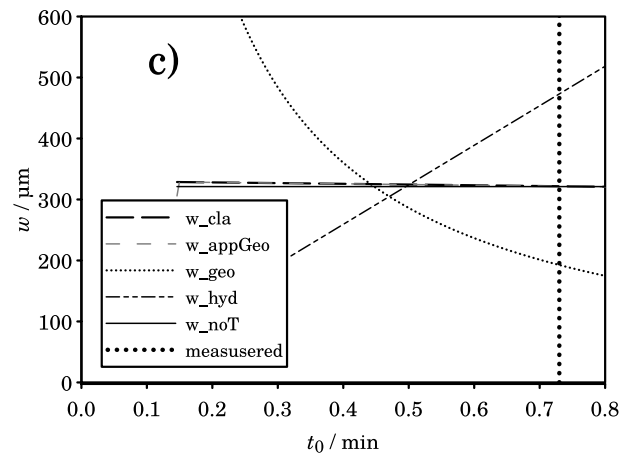 c)
600
500
400
300
200
100
0
w / µm
w_cla
w_appGeo
w_geo
w_hyd
w_noT
measusered
0.0 0.1 0.2 0.3 0.4 0.5 0.6 0.7 0.8
t0 / min